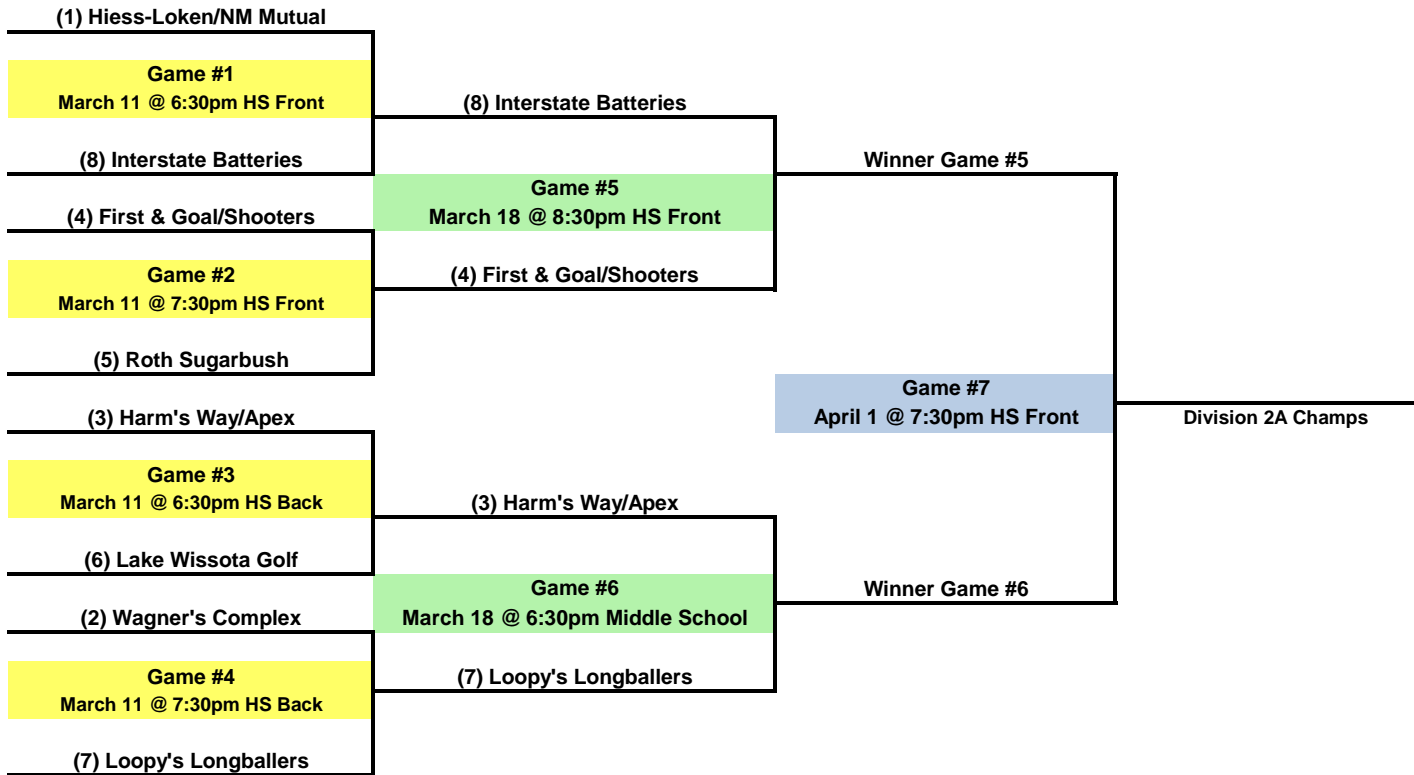 (1) Hiess-Loken/NM Mutual
Game #1
March 11 @ 6:30pm HS Front
(8) Interstate Batteries
(4) First & Goal/Shooters
Game #2
March 11 @ 7:30pm HS Front
(5) Roth Sugarbush
(3) Harm's Way/Apex
Game #3
March 11 @ 6:30pm HS Back
(6) Lake Wissota Golf
(2) Wagner's Complex
Game #4
March 11 @ 7:30pm HS Back
(7) Loopy's Longballers
(8) Interstate Batteries
Game #5
March 18 @ 8:30pm HS Front
(4) First & Goal/Shooters
(3) Harm's Way/Apex
Game #6
March 18 @ 6:30pm Middle School
(7) Loopy's Longballers
Winner Game #5
Game #7
April 1 @ 7:30pm HS Front
Winner Game #6
Division 2A Champs